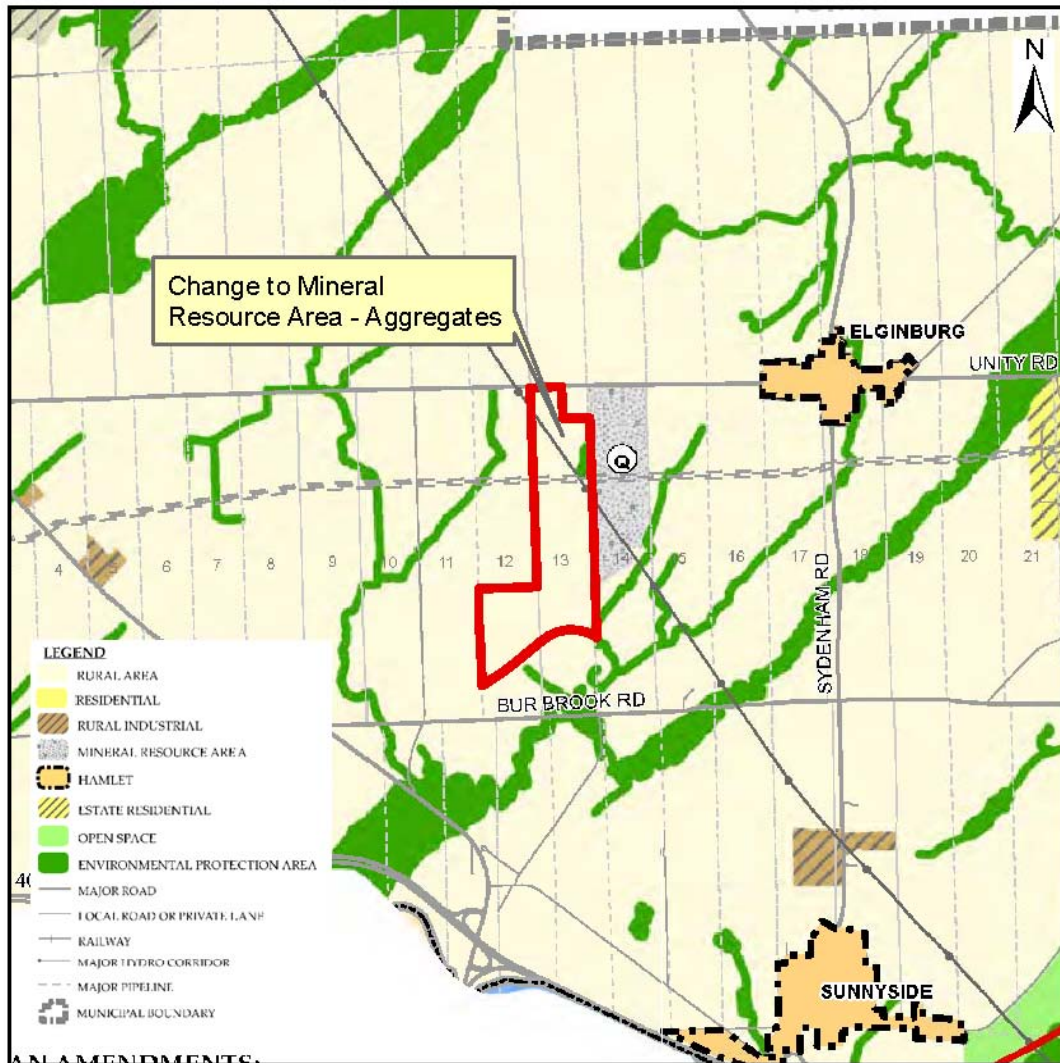 N
Change to Mineral
Resource Area - Aggregates
ELGINBURG
UNITY RD
Q
4
6
7
8
9
10
11
12
13
14
5
16
17
18
19
20
21
SYDENHAM RD
BUR BROOK RD
LEGEND
RURAL AREA
RESIDENTIAL
RURAL INDUSTRIAL
MINERAL RESOURCE AREA
HAMLET
ESTATE RESIDENTIAL
OPEN SPACE
ENVIRONMENTAL PROTECTION AREA
MAJOR ROAD
LOCAL ROAD OR PRIVATE LANE
RAILWAY
MAJOR HYDRO CORRIDOR
MAJOR PIPELINE
MUNICIPAL BOUNDARY
SUNNYSIDE
AN AMENDMENTS: